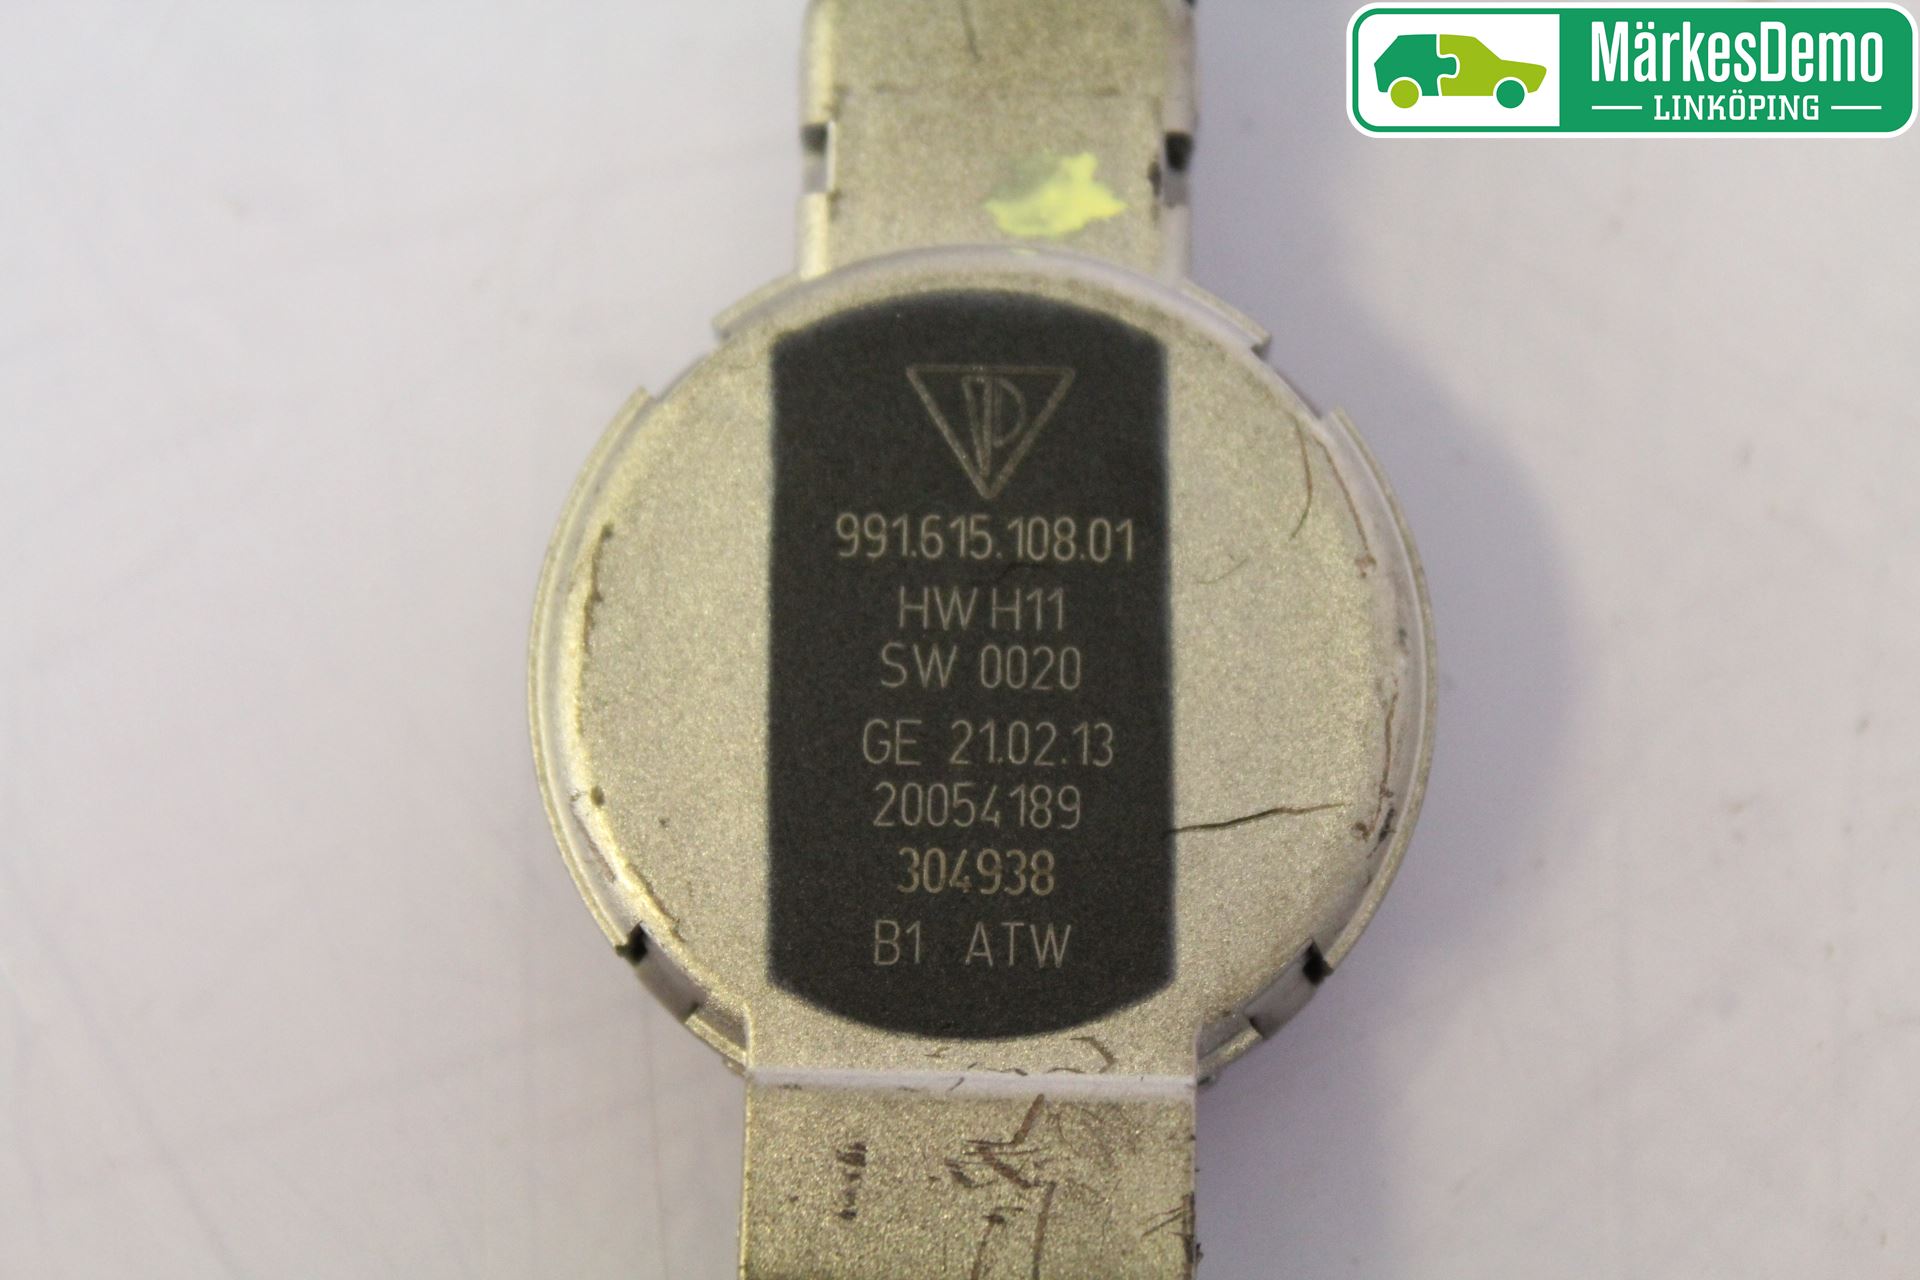 MärkesDemo
LINKÖPING
991.615.108.01
HW H11
SW 0020
GE 21.02.13
20054189
304938
B1 ATW